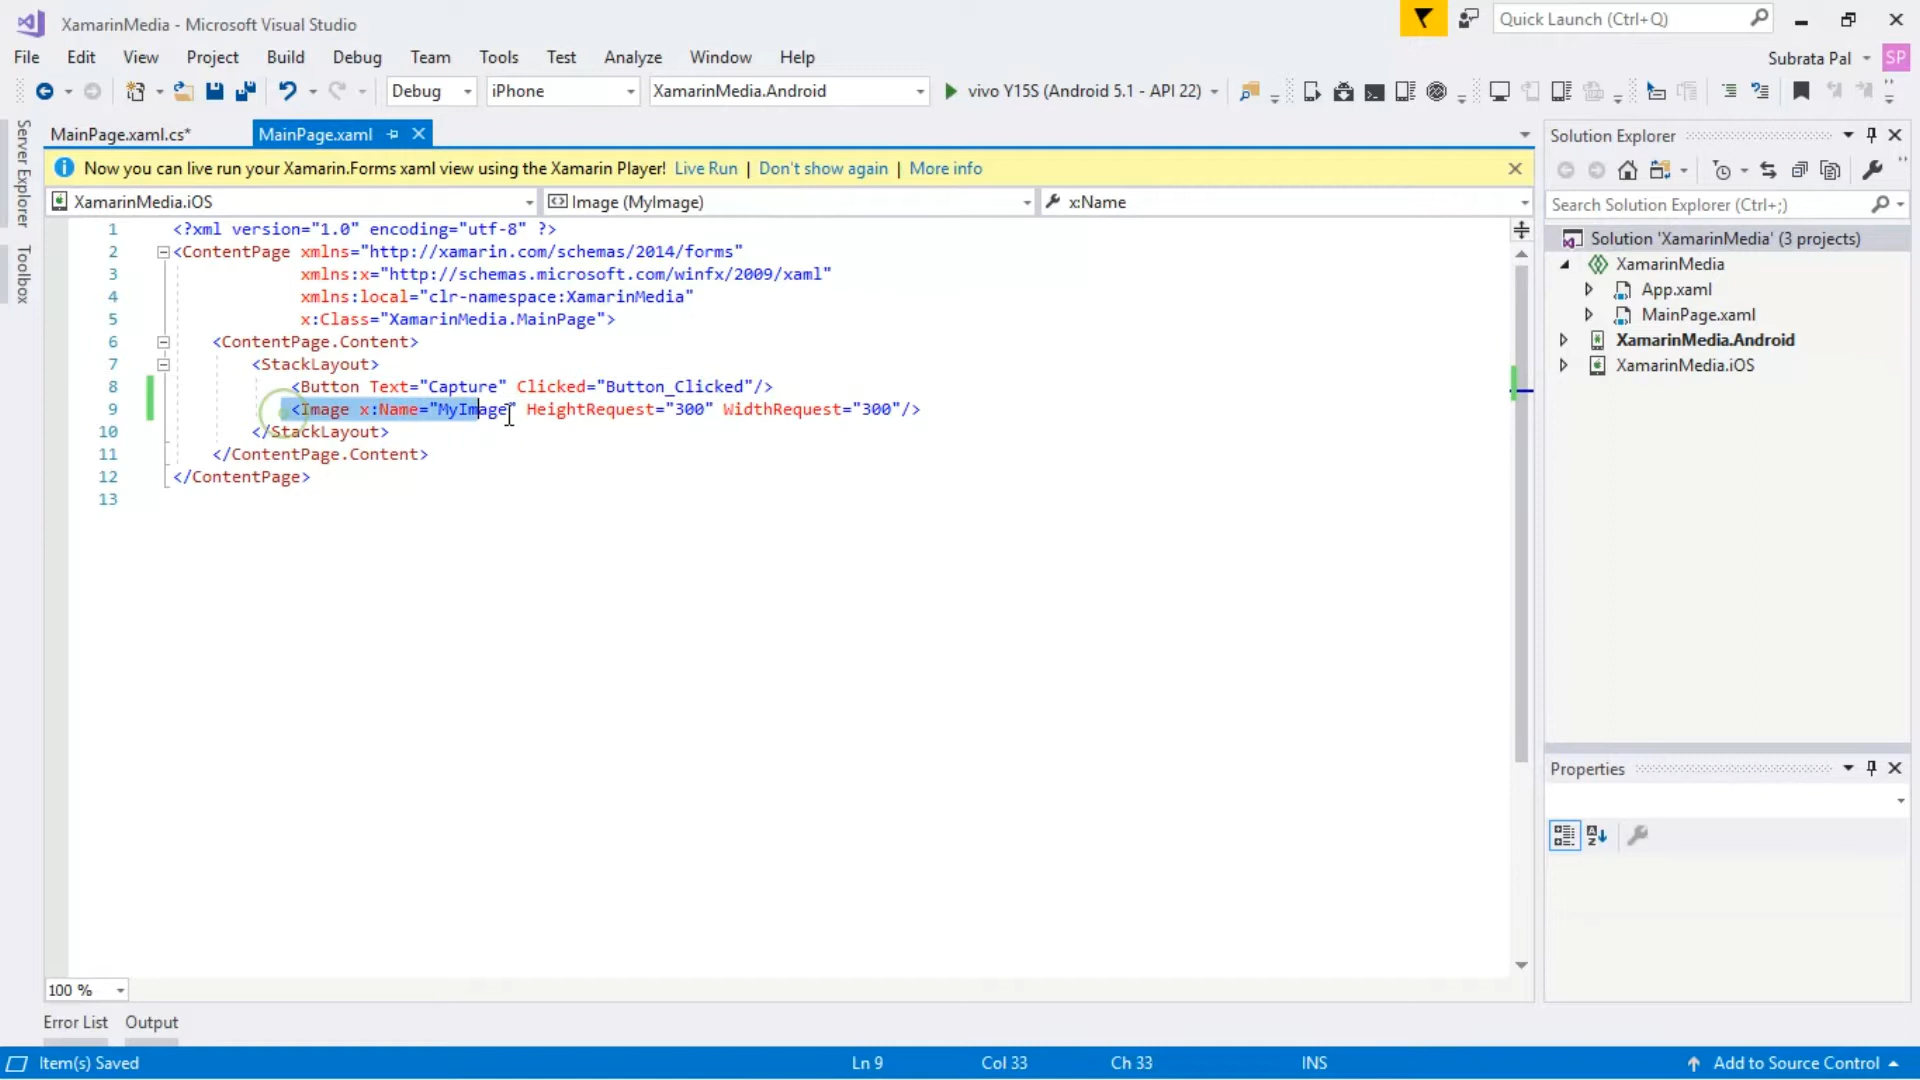 XamarinMedia - Microsoft Visual Studio
Quick Launch (Ctrl+Q)
File Edit View Project Build Debug Team Tools Test Analyze Window Help
Subrata Pal SP
Debug iPhone XamarinMedia.Android vivo Y15S (Android 5.1 - API 22)
Server Explorer
Toolbox
MainPage.xaml.cs* MainPage.xaml
Now you can live run your Xamarin.Forms xaml view using the Xamarin Player! Live Run | Don't show again | More info
XamarinMedia.iOS Image (MyImage) x:Name
1 <?xml version="1.0" encoding="utf-8" ?>
2 <ContentPage xmlns="http://xamarin.com/schemas/2014/forms"
3 xmlns:x="http://schemas.microsoft.com/winfx/2009/xaml"
4 xmlns:local="clr-namespace:XamarinMedia"
5 x:Class="XamarinMedia.MainPage">
6 <ContentPage.Content>
7 <StackLayout>
8 <Button Text="Capture" Clicked="Button_Clicked"/>
9 <Image x:Name="MyImage" HeightRequest="300" WidthRequest="300"/>
10 </StackLayout>
11 </ContentPage.Content>
12 </ContentPage>
13
100 %
Error List Output
Solution Explorer
Search Solution Explorer (Ctrl+;)
Solution 'XamarinMedia' (3 projects)
XamarinMedia
App.xaml
MainPage.xaml
XamarinMedia.Android
XamarinMedia.iOS
Properties
Item(s) Saved Ln 9 Col 33 Ch 33 INS Add to Source Control